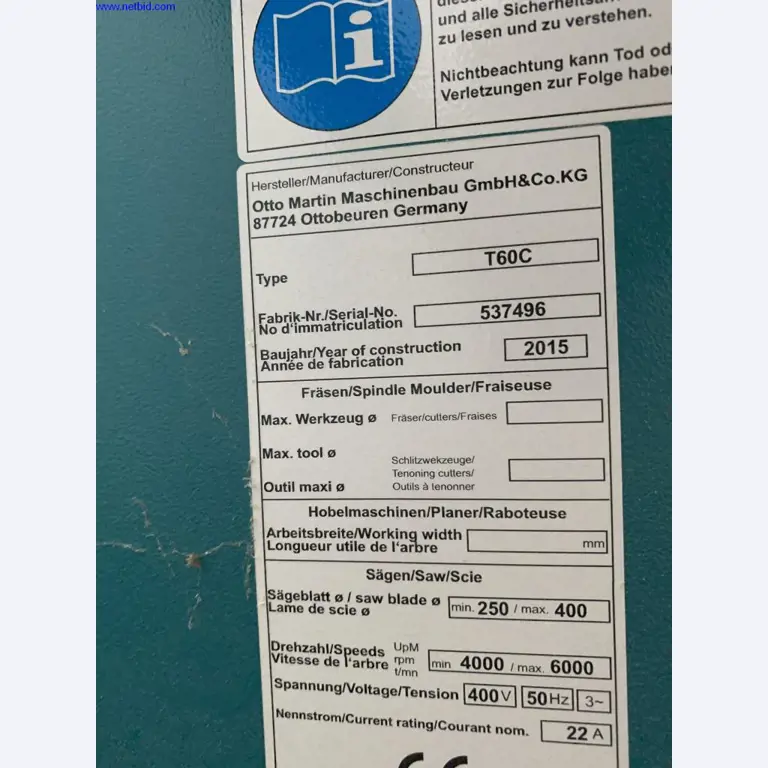 www.netbid.com
und alle
zu lesen und zu verstehen.
Nichtbeachtung kann Tod
Verletzungen zur Folge
Hersteller/Manufacturer/Constructeur
Otto Martin Maschinenbau GmbH&Co.KG
87724 Ottobeuren Germany
Type T60C
Fabrik-Nr./Serial-No. 537496
No d'immatriculation
Baujahr/Year of construction 2015
Année de fabrication
Fräsen/Spindle Moulder/Fraiseuse
Max. Werkzeug ø Fräser/cutters/Fraises
Max. tool ø Schlitzwekzeuge/
Tenoning cutters/
Outil maxi ø Outils à lenonner
Hobelmaschinen/Planer/Raboteuse
Arbeitsbreite/Working width
Longueur utile de l'arbre mm
Sägen/Saw/Scie
Sägeblatt ø / saw blade ø min. 250 / max. 400
Lame de scie ø
Drehzahl/Speeds UpM
Vitesse de l'arbre rpm min 4000 / max. 6000
t/mn
Spannung/Voltage/Tension 400V 50Hz 3~
Nennstrom/Current rating/Courant nom. 22 A
CE